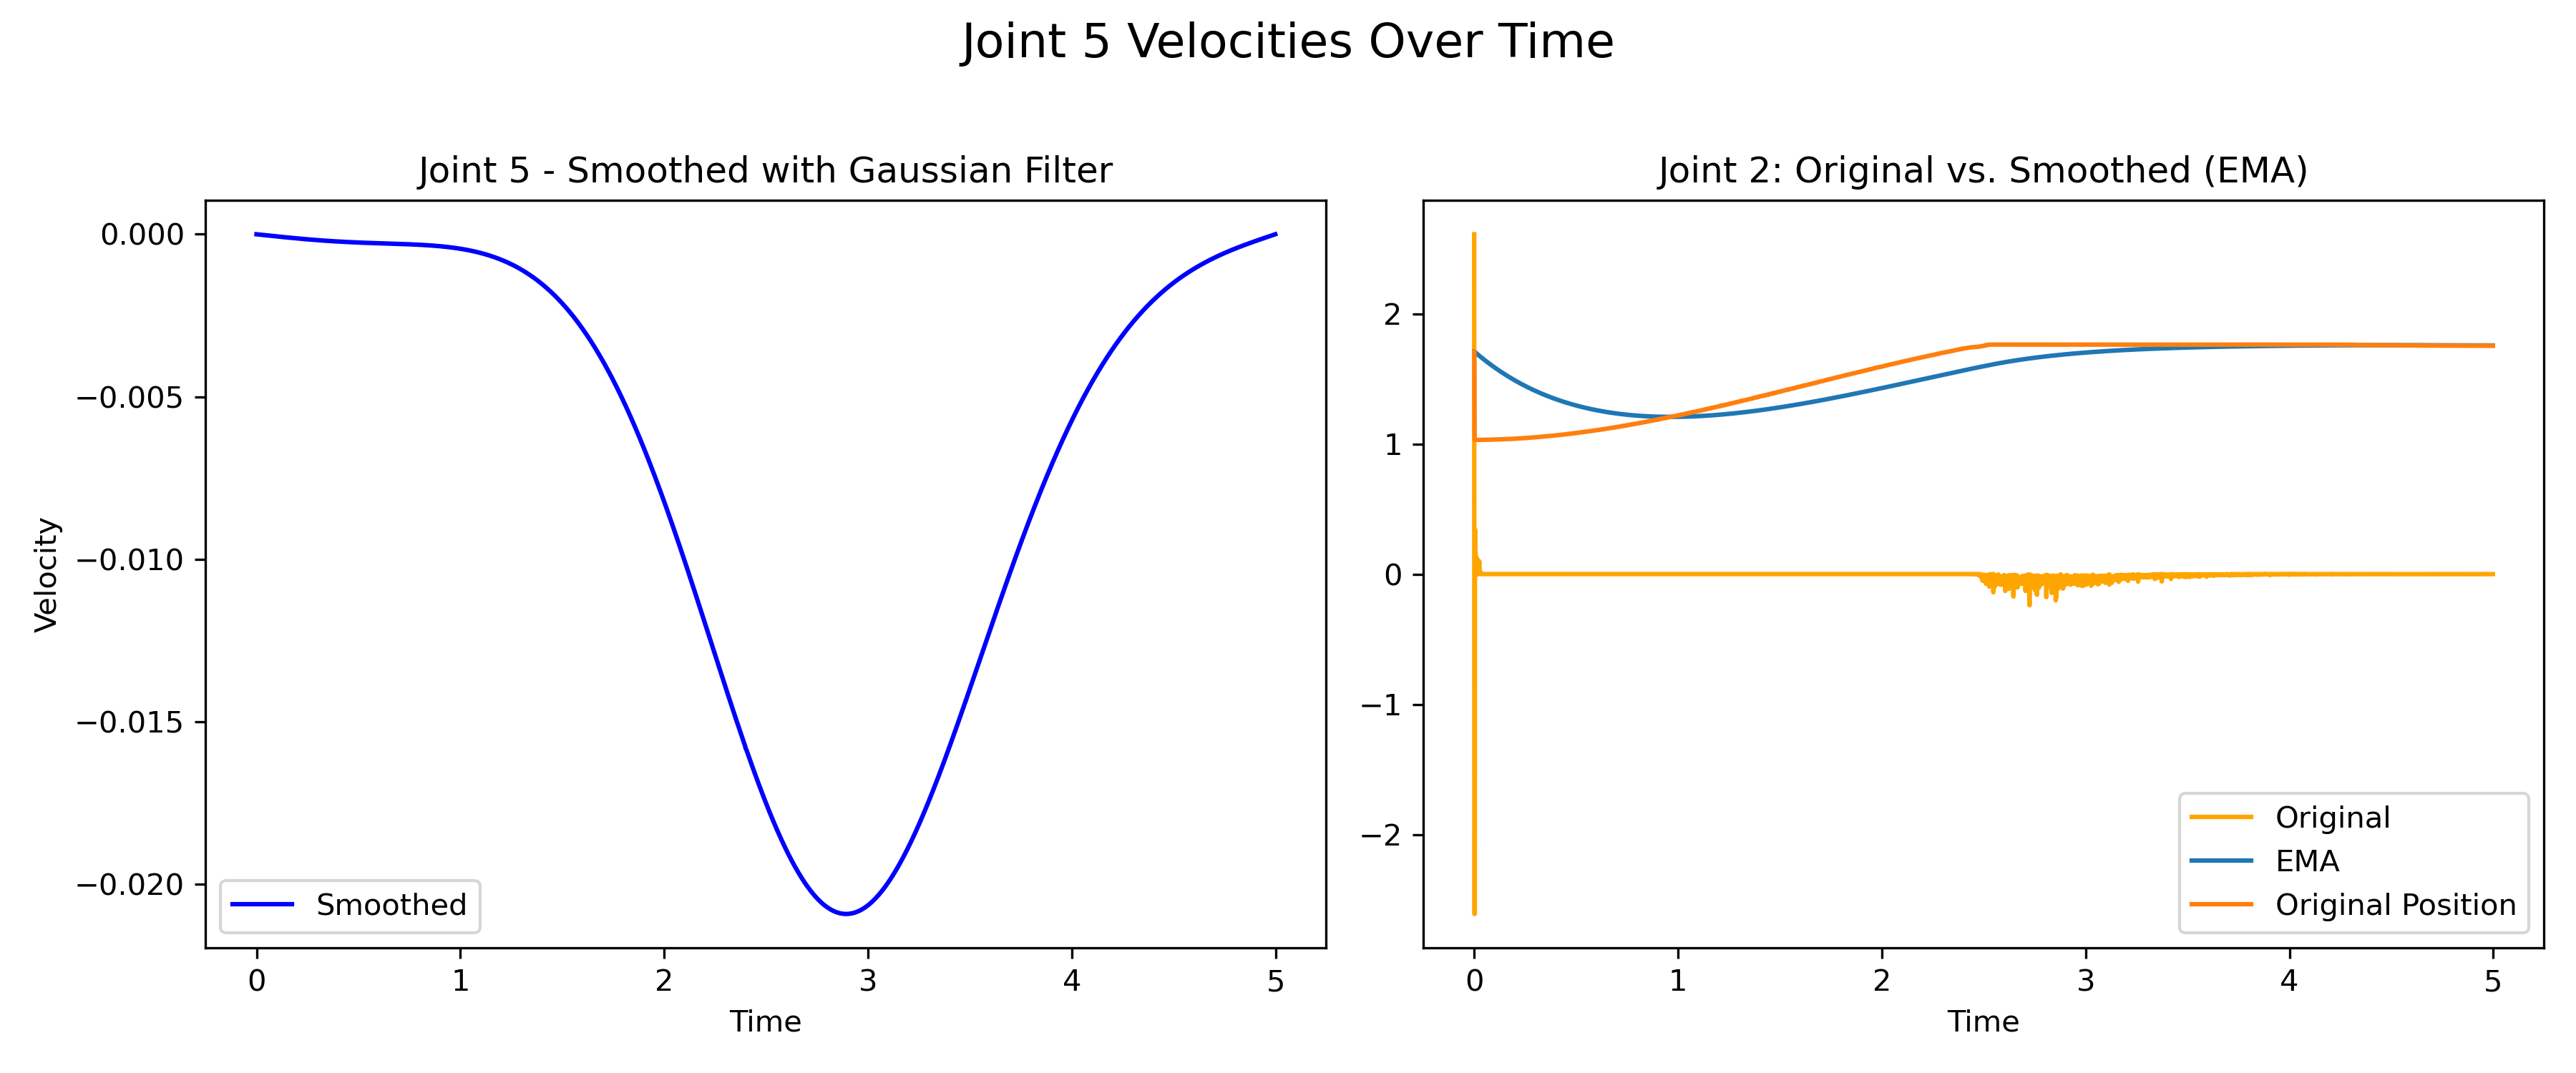 Joint 5 Velocities Over Time
Joint 5 - Smoothed with Gaussian Filter
0.000
−0.005
−0.010
−0.015
−0.020
Velocity
Smoothed
0 1 2 3 4 5
Time
Joint 2: Original vs. Smoothed (EMA)
2
1
0
−1
−2
Original
EMA
Original Position
0 1 2 3 4 5
Time